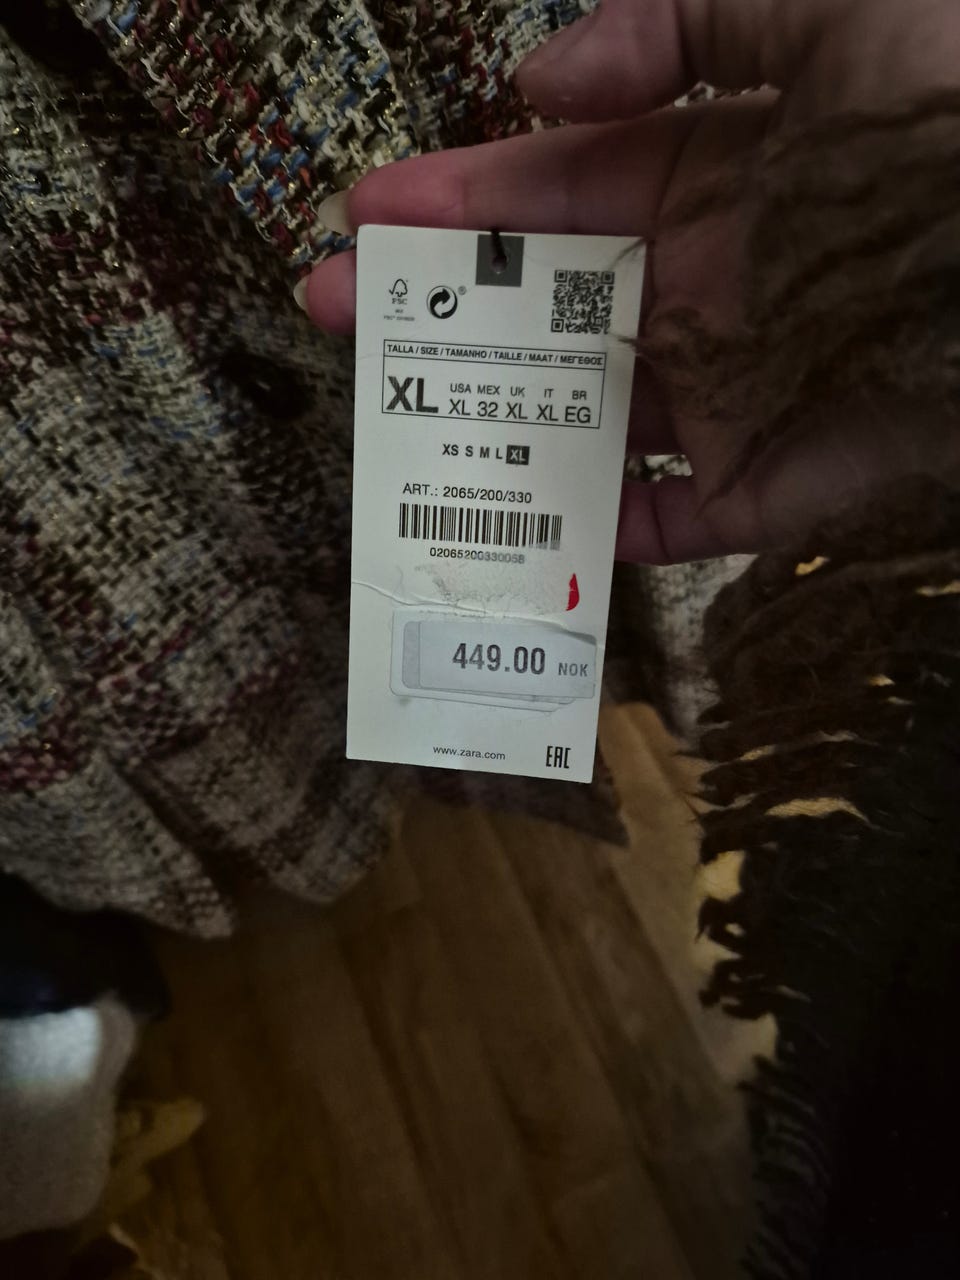 FSC
®
TALLA / SIZE / TAMANHO / TAILLE / MAAT / ΜΕΓΕΘΟΣ
USA MEX UK IT BR
XL XL 32 XL XL EG
XS S M L XL
ART.: 2065/200/330
02065200330058
449.00 NOK
www.zara.com
EAC